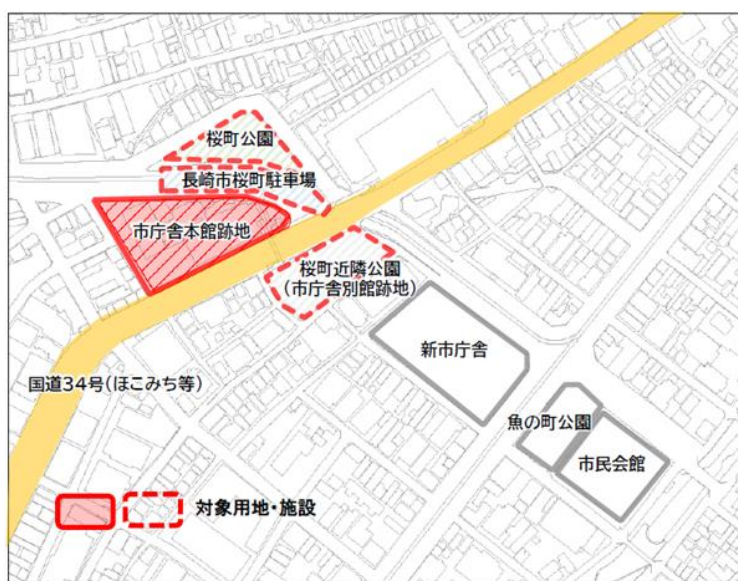 桜町公園
長崎市桜町駐車場
市庁舎本館跡地
桜町近隣公園
（市庁舎別館跡地）
新市庁舎
国道34号(ほこみち等)
魚の町公園
市民会館
対象用地・施設